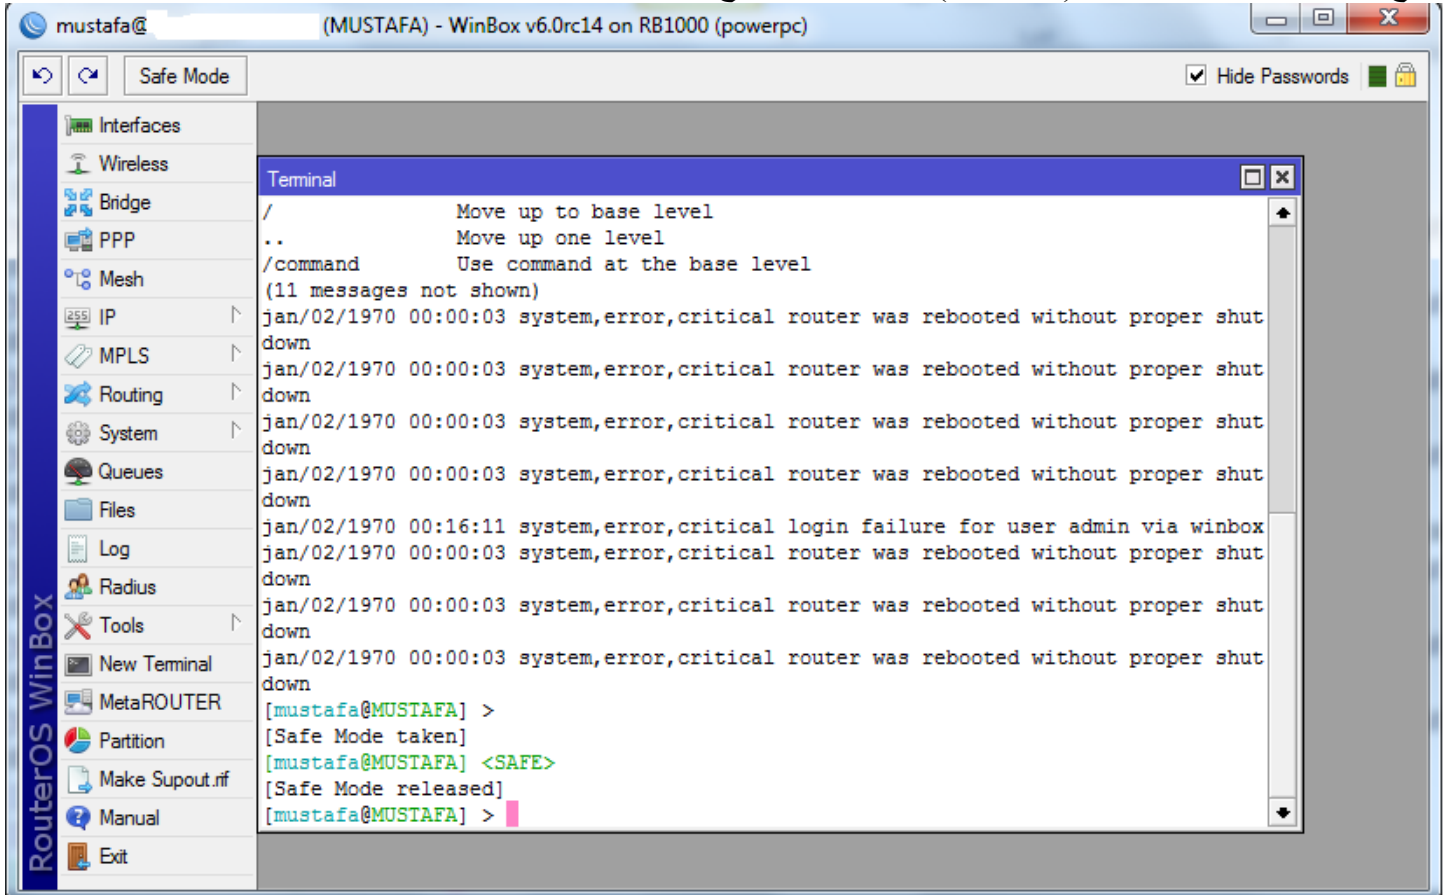 mustafa@ (MUSTAFA) - WinBox v6.0rc14 on RB1000 (powerpc)
Safe Mode
Hide Passwords
Interfaces
Wireless
Bridge
PPP
Mesh
255 IP
MPLS
Routing
System
Queues
Files
Log
Radius
Tools
New Terminal
MetaROUTER
Partition
Make Supout.rif
Manual
Exit
RouterOS WinBox
Terminal
/ Move up to base level
.. Move up one level
/command Use command at the base level
(11 messages not shown)
jan/02/1970 00:00:03 system,error,critical router was rebooted without proper shut
down
jan/02/1970 00:00:03 system,error,critical router was rebooted without proper shut
down
jan/02/1970 00:00:03 system,error,critical router was rebooted without proper shut
down
jan/02/1970 00:00:03 system,error,critical router was rebooted without proper shut
down
jan/02/1970 00:16:11 system,error,critical login failure for user admin via winbox
jan/02/1970 00:00:03 system,error,critical router was rebooted without proper shut
down
jan/02/1970 00:00:03 system,error,critical router was rebooted without proper shut
down
jan/02/1970 00:00:03 system,error,critical router was rebooted without proper shut
down
[mustafa@MUSTAFA] >
[Safe Mode taken]
[mustafa@MUSTAFA] <SAFE>
[Safe Mode released]
[mustafa@MUSTAFA] >